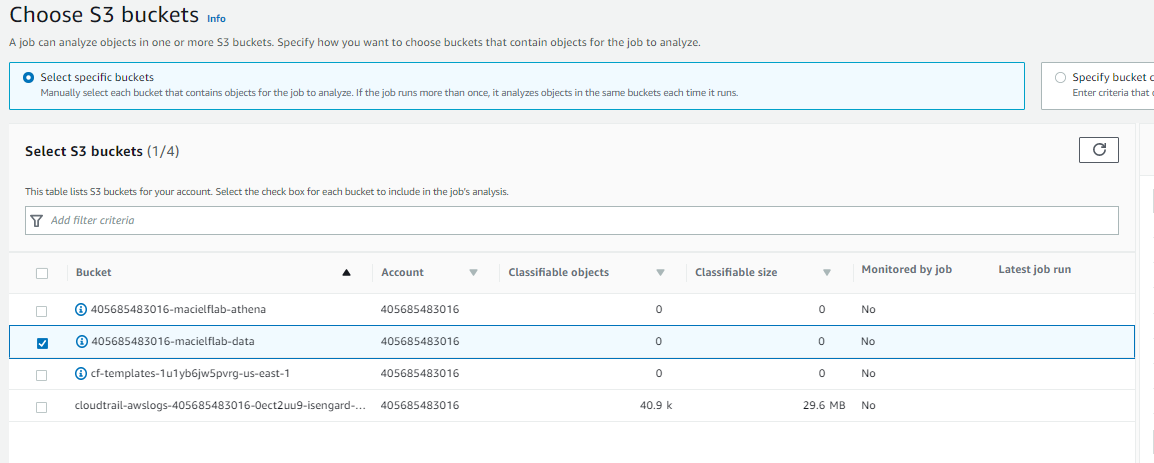 Choose S3 buckets Info
A job can analyze objects in one or more S3 buckets. Specify how you want to choose buckets that contain objects for the job to analyze.
Select specific buckets
Manually select each bucket that contains objects for the job to analyze. If the job runs more than once, it analyzes objects in the same buckets each time it runs.
Specify bucket c
Enter criteria that
Select S3 buckets (1/4)
This table lists S3 buckets for your account. Select the check box for each bucket to include in the job's analysis.
Add filter criteria
Bucket Account Classifiable objects Classifiable size Monitored by job Latest job run
405685483016-macielflab-athena 405685483016 0 0 No
405685483016-macielflab-data 405685483016 0 0 No
cf-templates-1u1yb6jw5pvrg-us-east-1 405685483016 0 0 No
cloudtrail-awslogs-405685483016-0ect2uu9-isengard-... 405685483016 40.9 k 29.6 MB No